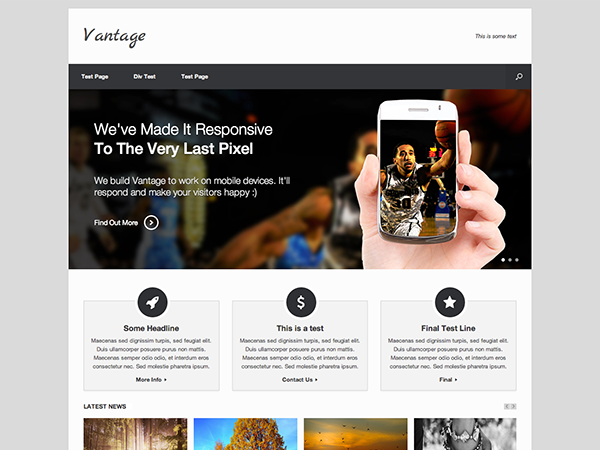 Vantage
This is some text
Test Page
Div Test
Test Page
We've Made It Responsive
To The Very Last Pixel
We build Vantage to work on mobile devices. It'll
respond and make your visitors happy :)
Find Out More
Some Headline
Maecenas sed dignissim turpis, sed feugiat elit.
Duis ullamcorper posuere purus non mattis.
Maecenas semper odio odio, et interdum eros
consectetur nec. Sed molestie pharetra ipsum.
More Info
This is a test
Maecenas sed dignissim turpis, sed feugiat elit.
Duis ullamcorper posuere purus non mattis.
Maecenas semper odio odio, et interdum eros
consectetur nec. Sed molestie pharetra ipsum.
Contact Us
Final Test Line
Maecenas sed dignissim turpis, sed feugiat elit.
Duis ullamcorper posuere purus non mattis.
Maecenas semper odio odio, et interdum eros
consectetur nec. Sed molestie pharetra ipsum.
Final
LATEST NEWS